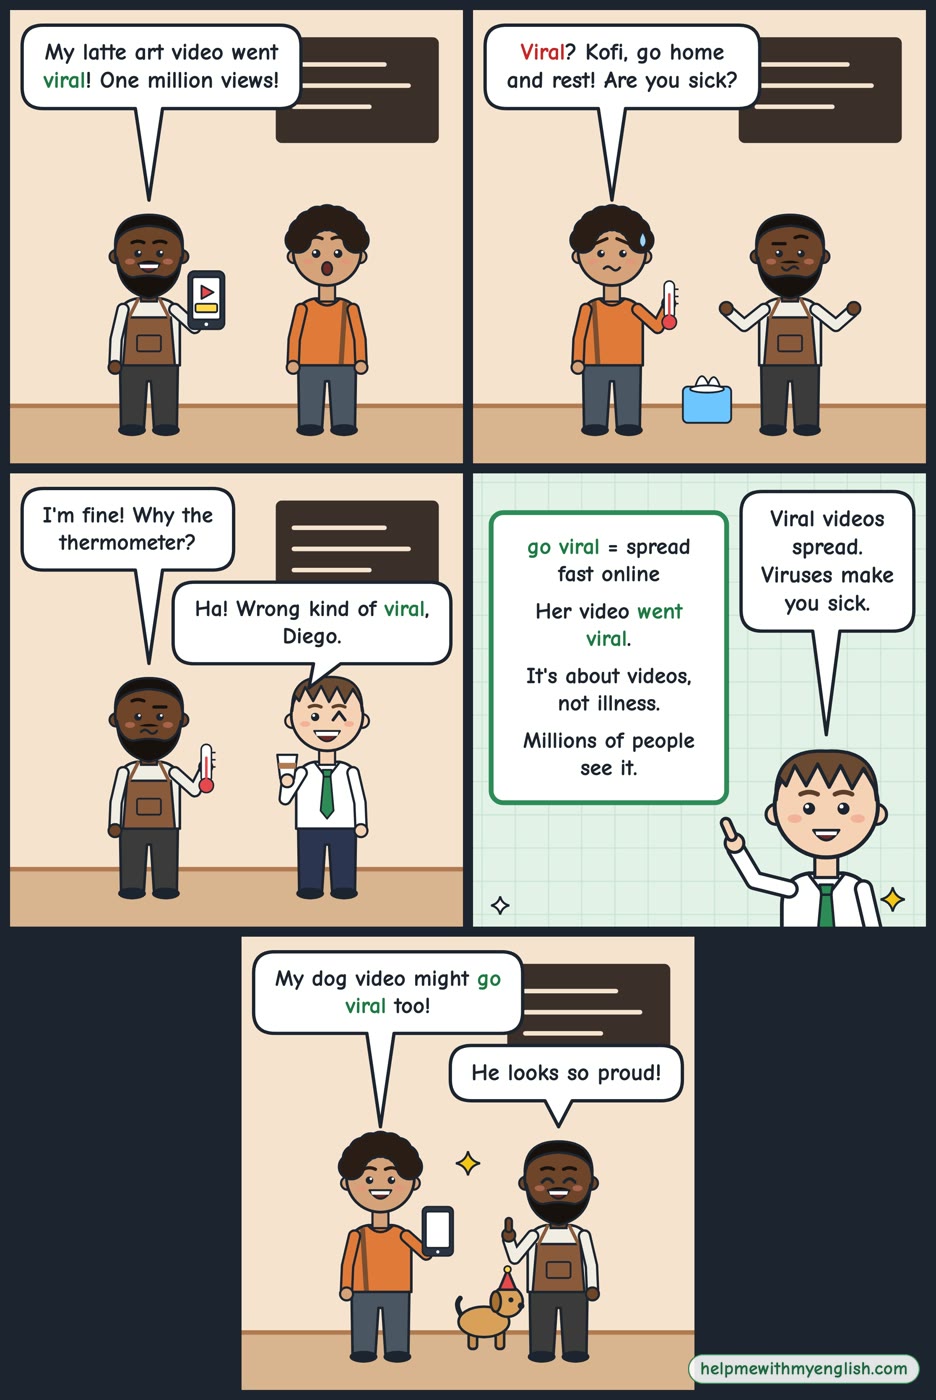 My latte art video went
viral! One million views!
Viral? Kofi, go home
and rest! Are you sick?
I'm fine! Why the
thermometer?
Ha! Wrong kind of viral,
Diego.
go viral = spread
fast online
Her video went
viral.
It's about videos,
not illness.
Millions of people
see it.
Viral videos
spread.
Viruses make
you sick.
My dog video might go
viral too!
He looks so proud!
helpmewithmyenglish.com